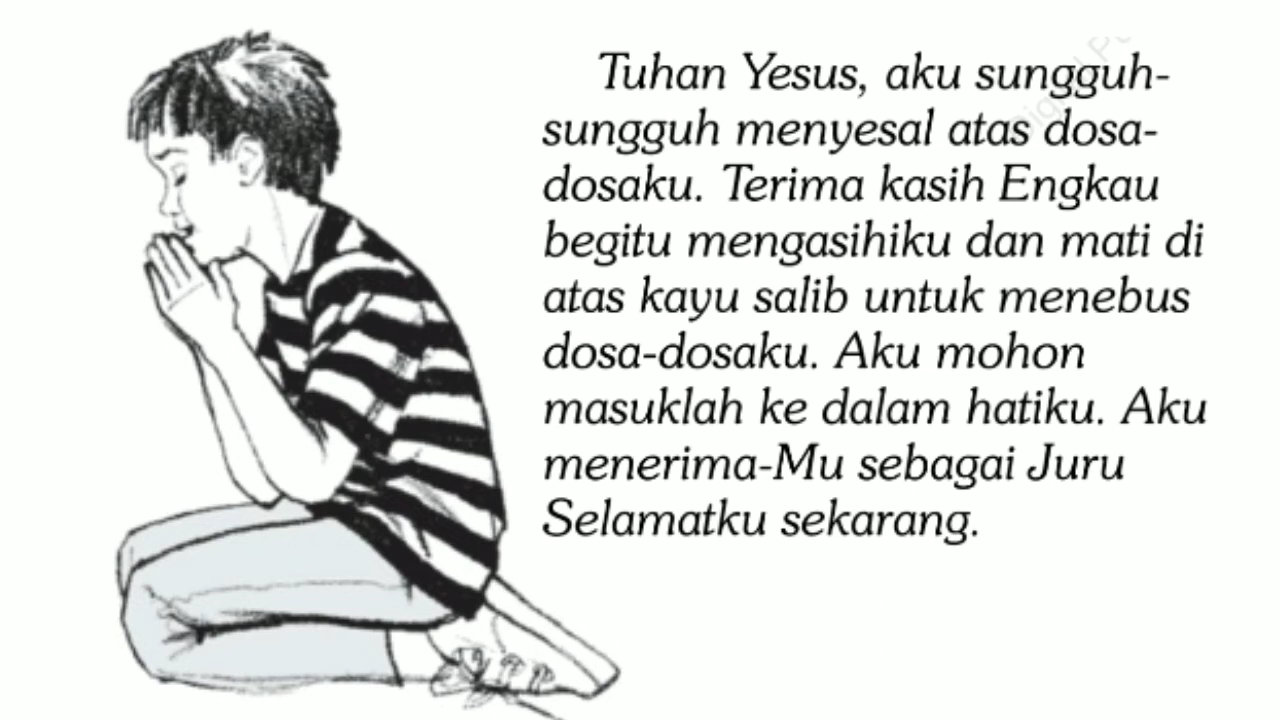 Tuhan Yesus, aku sungguh-
sungguh menyesal atas dosa-
dosaku. Terima kasih Engkau
begitu mengasihiku dan mati di
atas kayu salib untuk menebus
dosa-dosaku. Aku mohon
masuklah ke dalam hatiku. Aku
menerima-Mu sebagai Juru
Selamatku sekarang.